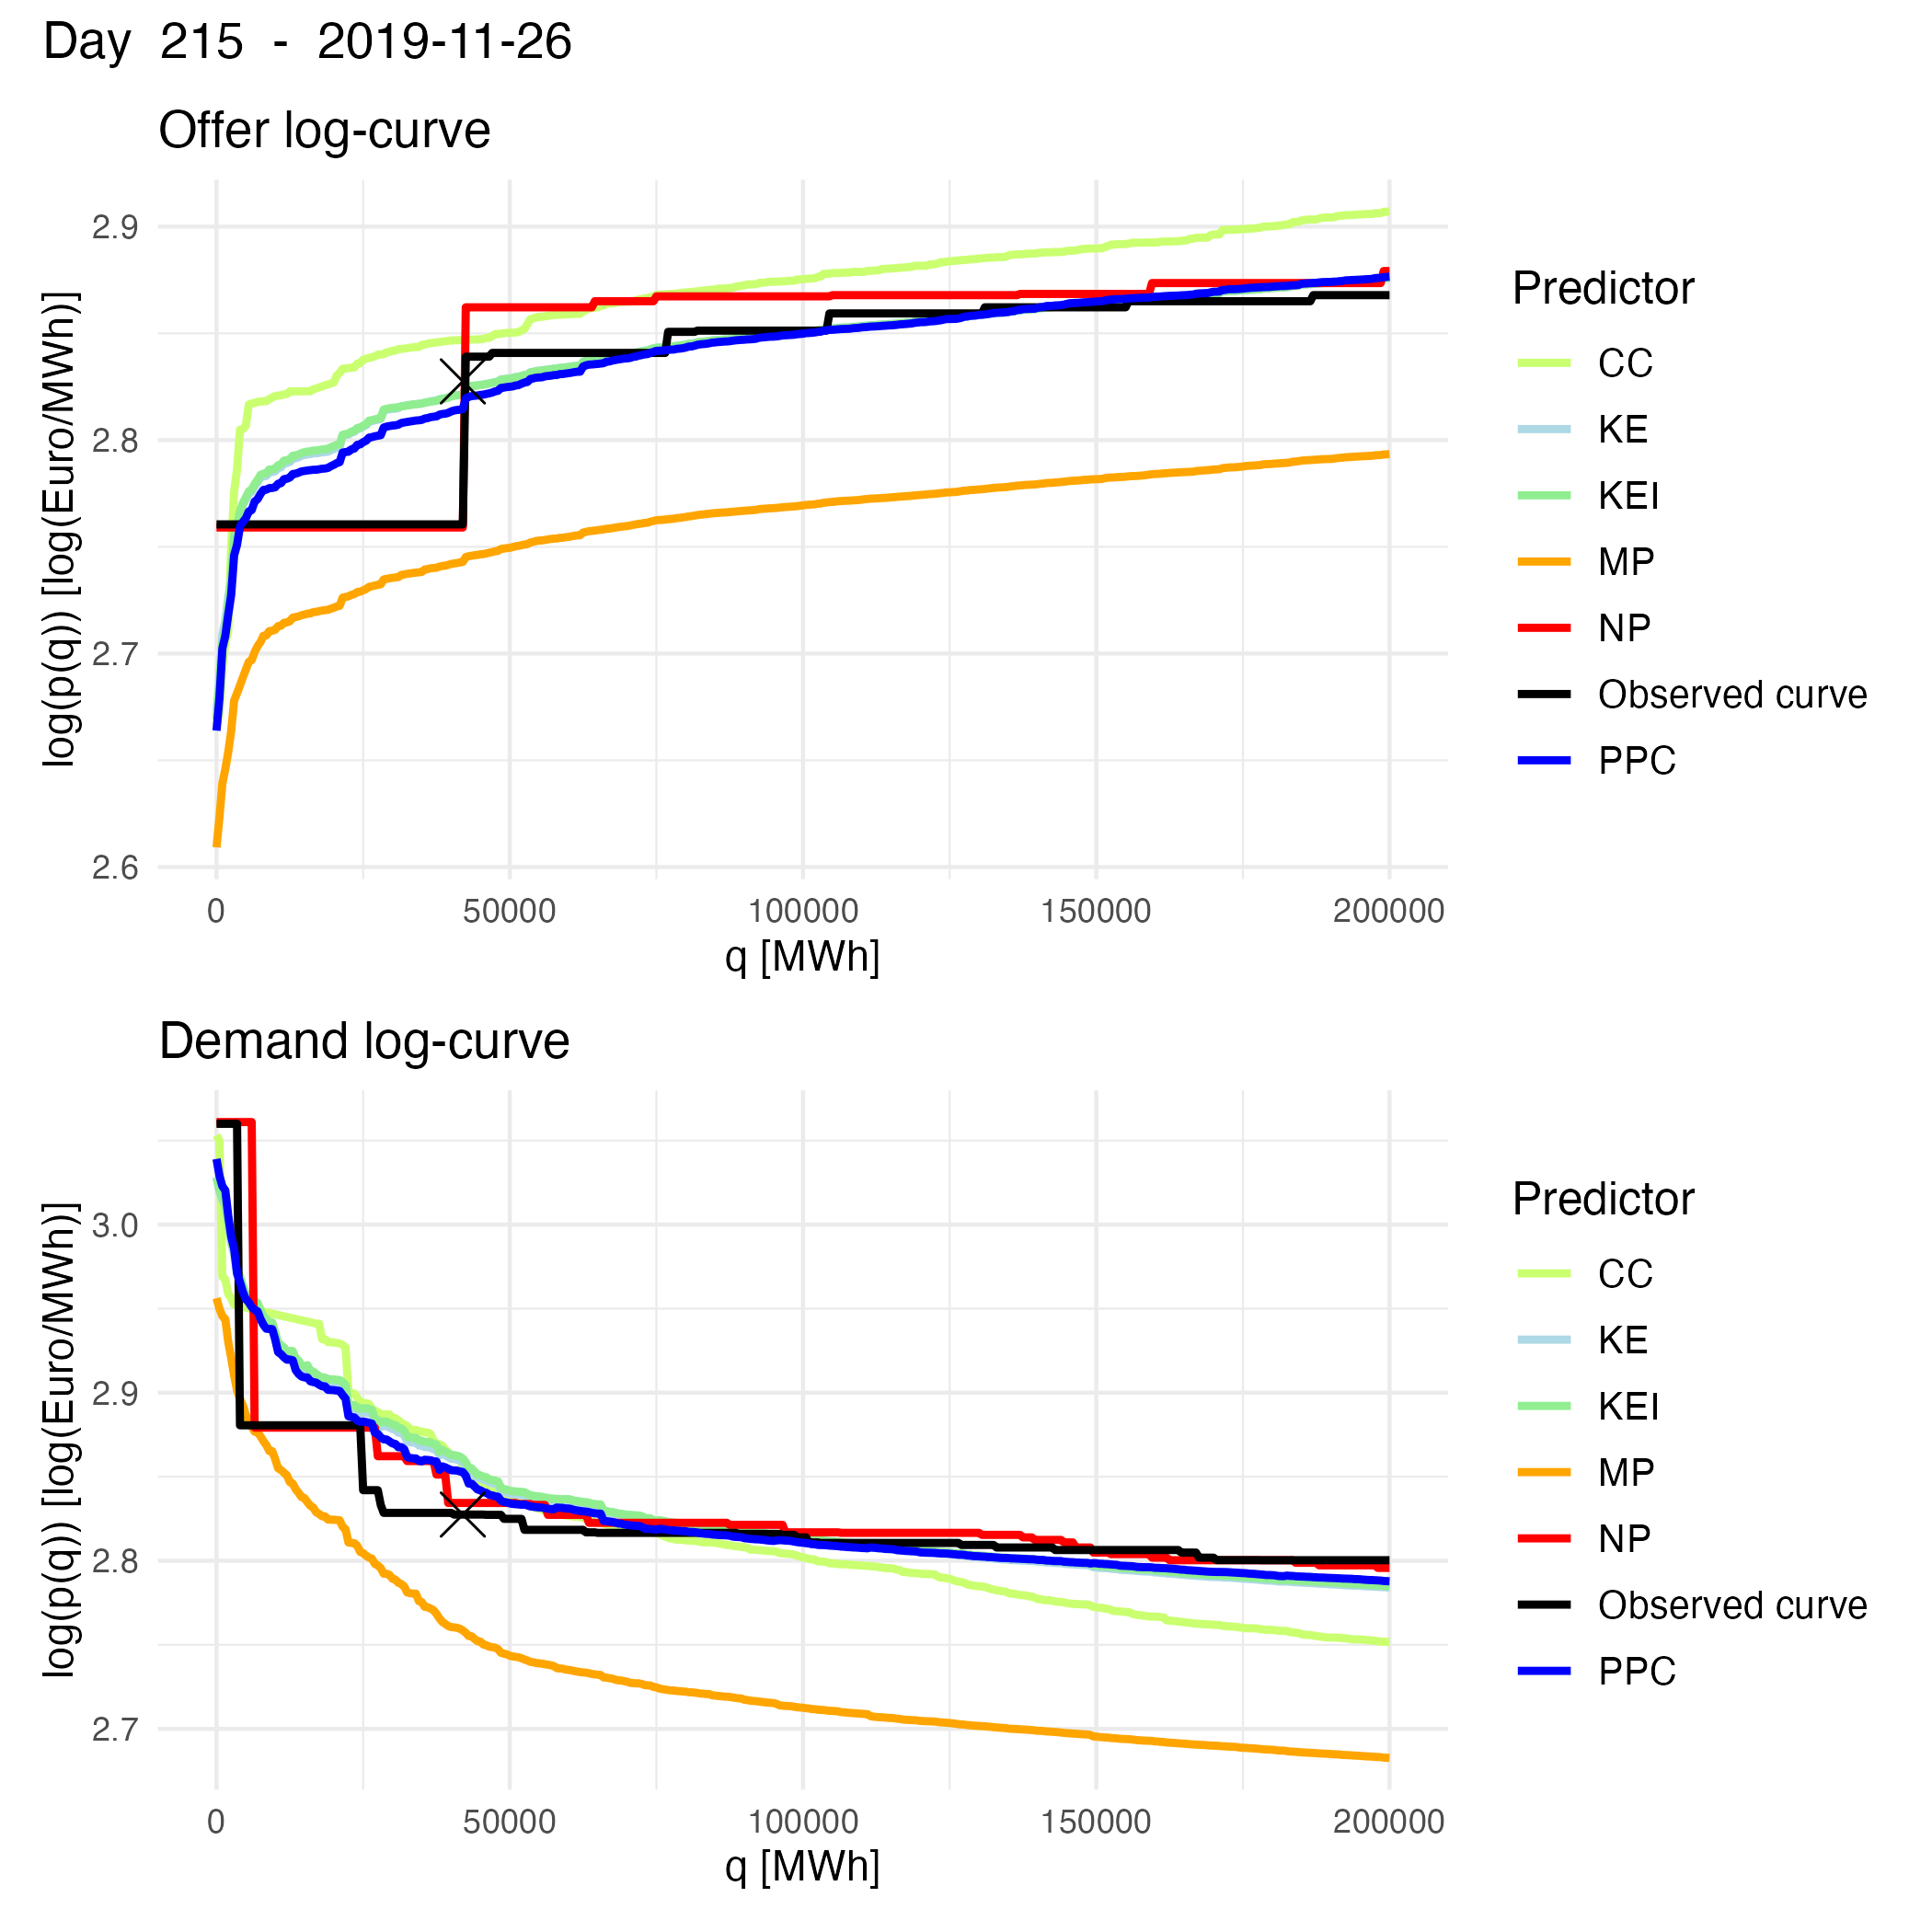 Day 215 - 2019-11-26
Offer log-curve
log(p(q)) [log(Euro/MWh)]
2.9
2.8
2.7
2.6
0
50000
100000
150000
200000
q [MWh]
Predictor
CC
KE
KEI
MP
NP
Observed curve
PPC
Demand log-curve
log(p(q)) [log(Euro/MWh)]
3.0
2.9
2.8
2.7
0
50000
100000
150000
200000
q [MWh]
Predictor
CC
KE
KEI
MP
NP
Observed curve
PPC